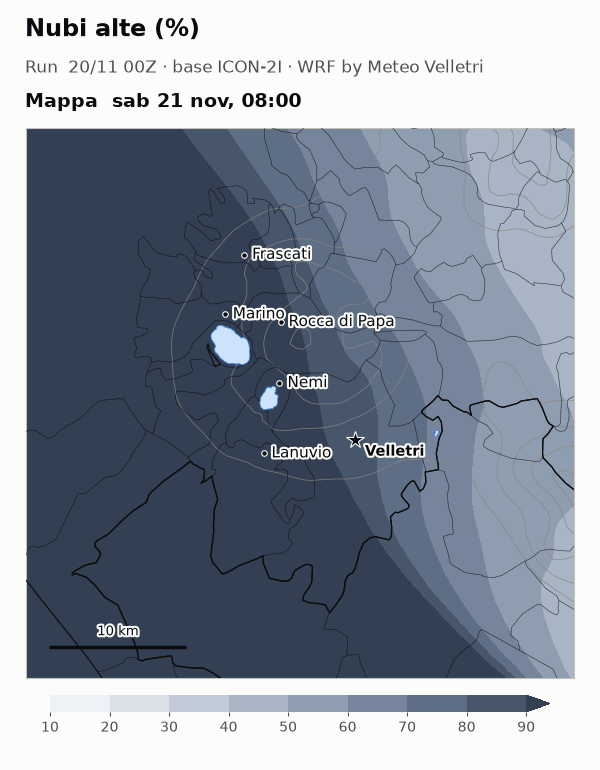 Nubi alte (%)
Run  20/11 00Z · base ICON-2I · WRF by Meteo Velletri
Mappa  sab 21 nov, 08:00
Frascati
Marino
Rocca di Papa
Nemi
Velletri
Lanuvio
10 km
10 20 30 40 50 60 70 80 90